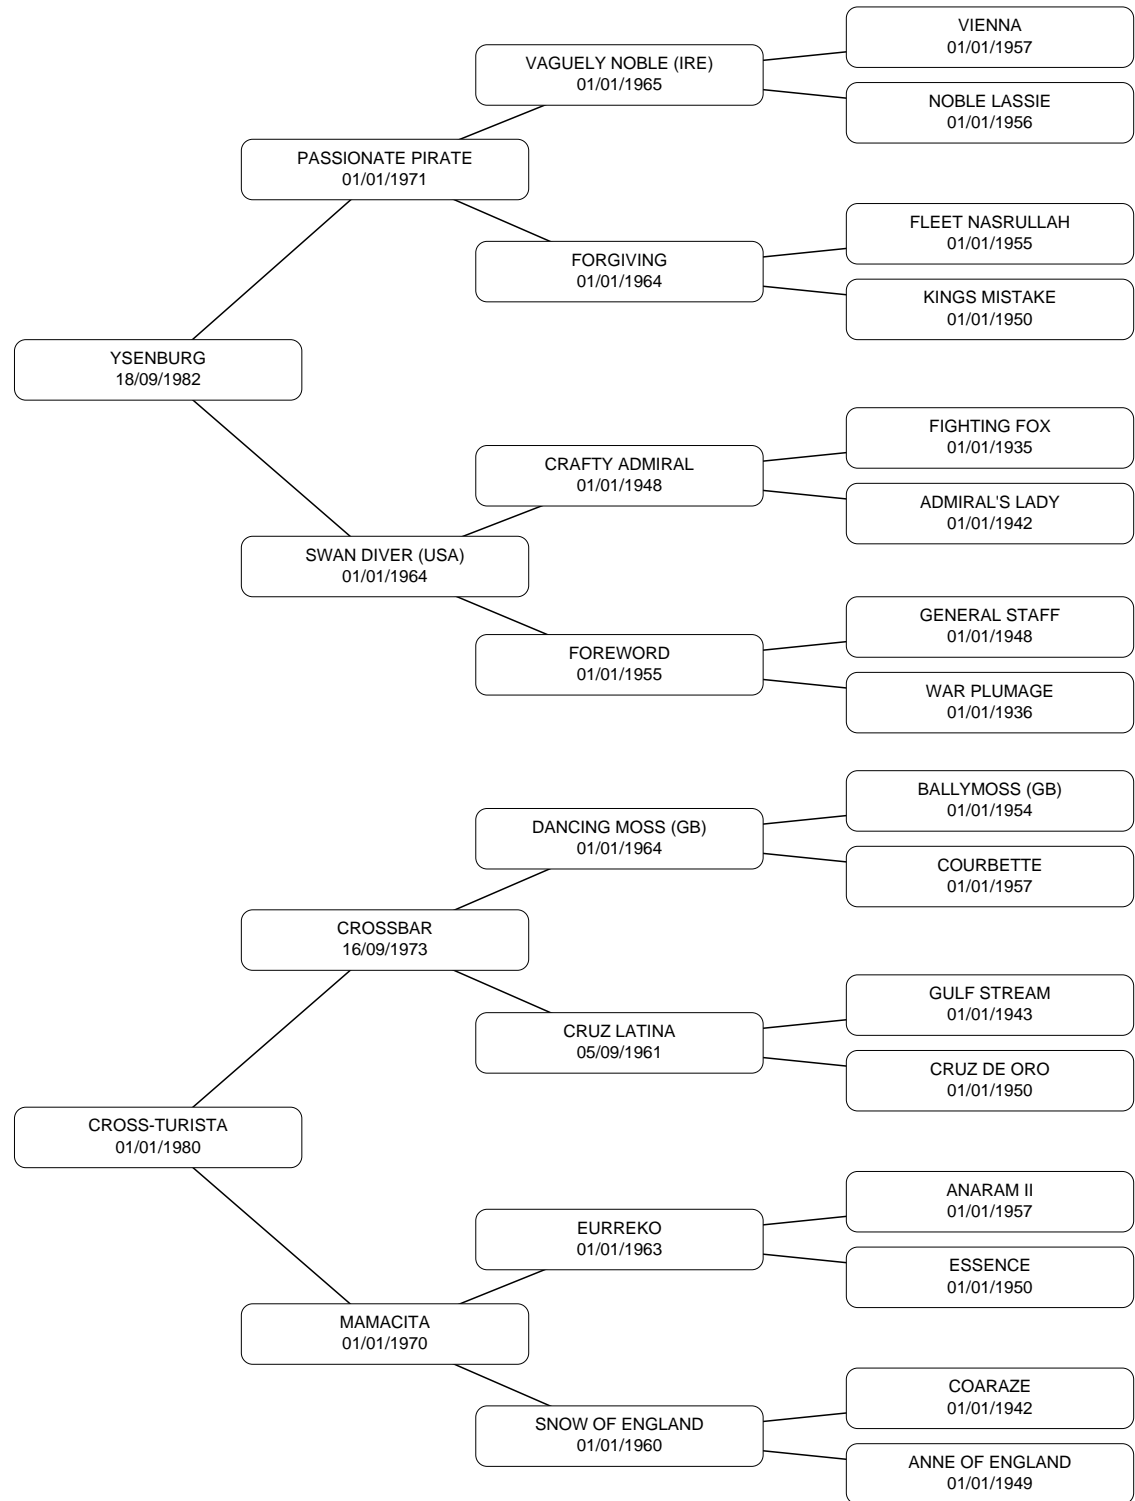 VIENNA
01/01/1957
VAGUELY NOBLE (IRE)
01/01/1965
NOBLE LASSIE
01/01/1956
PASSIONATE PIRATE
01/01/1971
FLEET NASRULLAH
01/01/1955
FORGIVING
01/01/1964
KINGS MISTAKE
01/01/1950
YSENBURG
18/09/1982
FIGHTING FOX
01/01/1935
CRAFTY ADMIRAL
01/01/1948
ADMIRAL'S LADY
01/01/1942
SWAN DIVER (USA)
01/01/1964
GENERAL STAFF
01/01/1948
FOREWORD
01/01/1955
WAR PLUMAGE
01/01/1936
BALLYMOSS (GB)
01/01/1954
DANCING MOSS (GB)
01/01/1964
COURBETTE
01/01/1957
CROSSBAR
16/09/1973
GULF STREAM
01/01/1943
CRUZ LATINA
05/09/1961
CRUZ DE ORO
01/01/1950
CROSS-TURISTA
01/01/1980
ANARAM II
01/01/1957
EURREKO
01/01/1963
ESSENCE
01/01/1950
MAMACITA
01/01/1970
COARAZE
01/01/1942
SNOW OF ENGLAND
01/01/1960
ANNE OF ENGLAND
01/01/1949